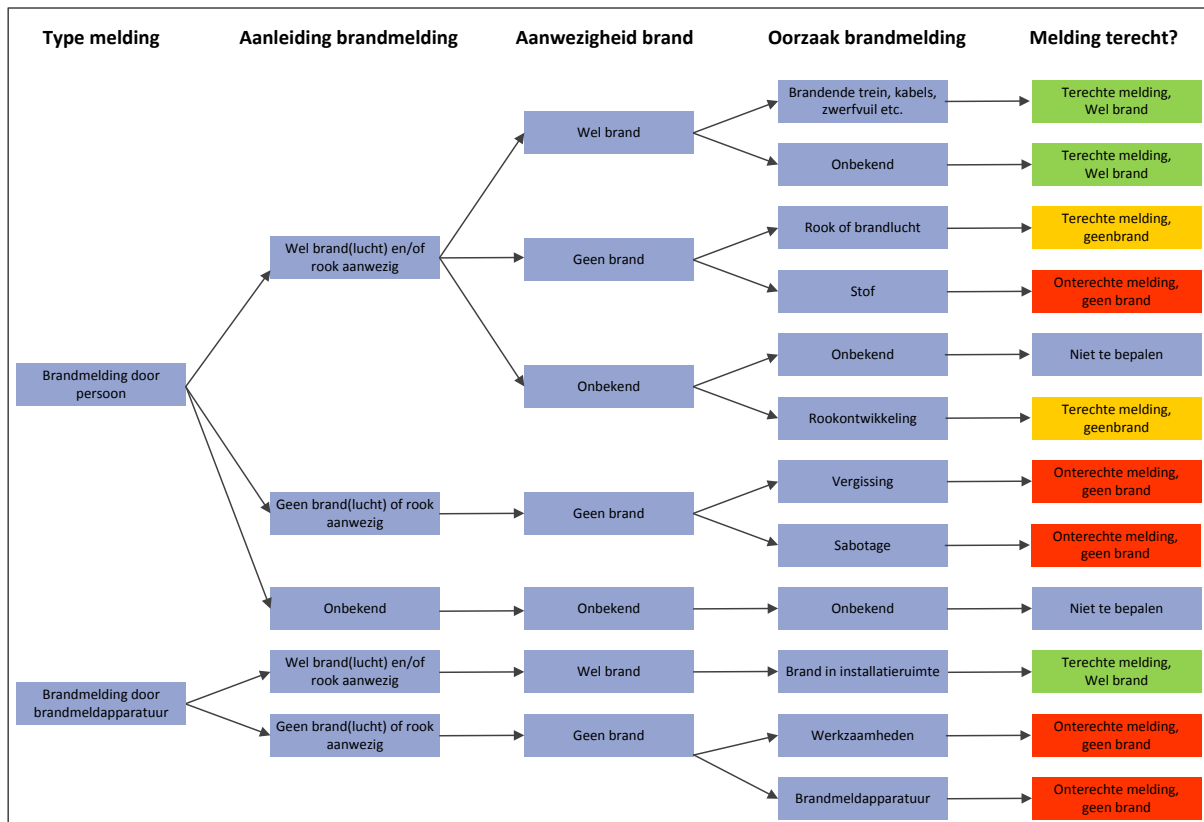 Type melding
Aanleiding brandmelding
Aanwezigheid brand
Oorzaak brandmelding
Melding terecht?
Brandende trein, kabels,
zwerfvuil etc.
Terechte melding,
Wel brand
Wel brand
Onbekend
Terechte melding,
Wel brand
Wel brand(lucht) en/of
rook aanwezig
Geen brand
Rook of brandlucht
Terechte melding,
geenbrand
Stof
Onterechte melding,
geen brand
Brandmelding door
persoon
Onbekend
Onbekend
Niet te bepalen
Rookontwikkeling
Terechte melding,
geenbrand
Geen brand(lucht) of rook
aanwezig
Geen brand
Vergissing
Onterechte melding,
geen brand
Sabotage
Onterechte melding,
geen brand
Onbekend
Onbekend
Onbekend
Niet te bepalen
Brandmelding door
brandmeldapparatuur
Wel brand(lucht) en/of
rook aanwezig
Wel brand
Brand in installatieruimte
Terechte melding,
Wel brand
Geen brand(lucht) of rook
aanwezig
Geen brand
Werkzaamheden
Onterechte melding,
geen brand
Brandmeldapparatuur
Onterechte melding,
geen brand